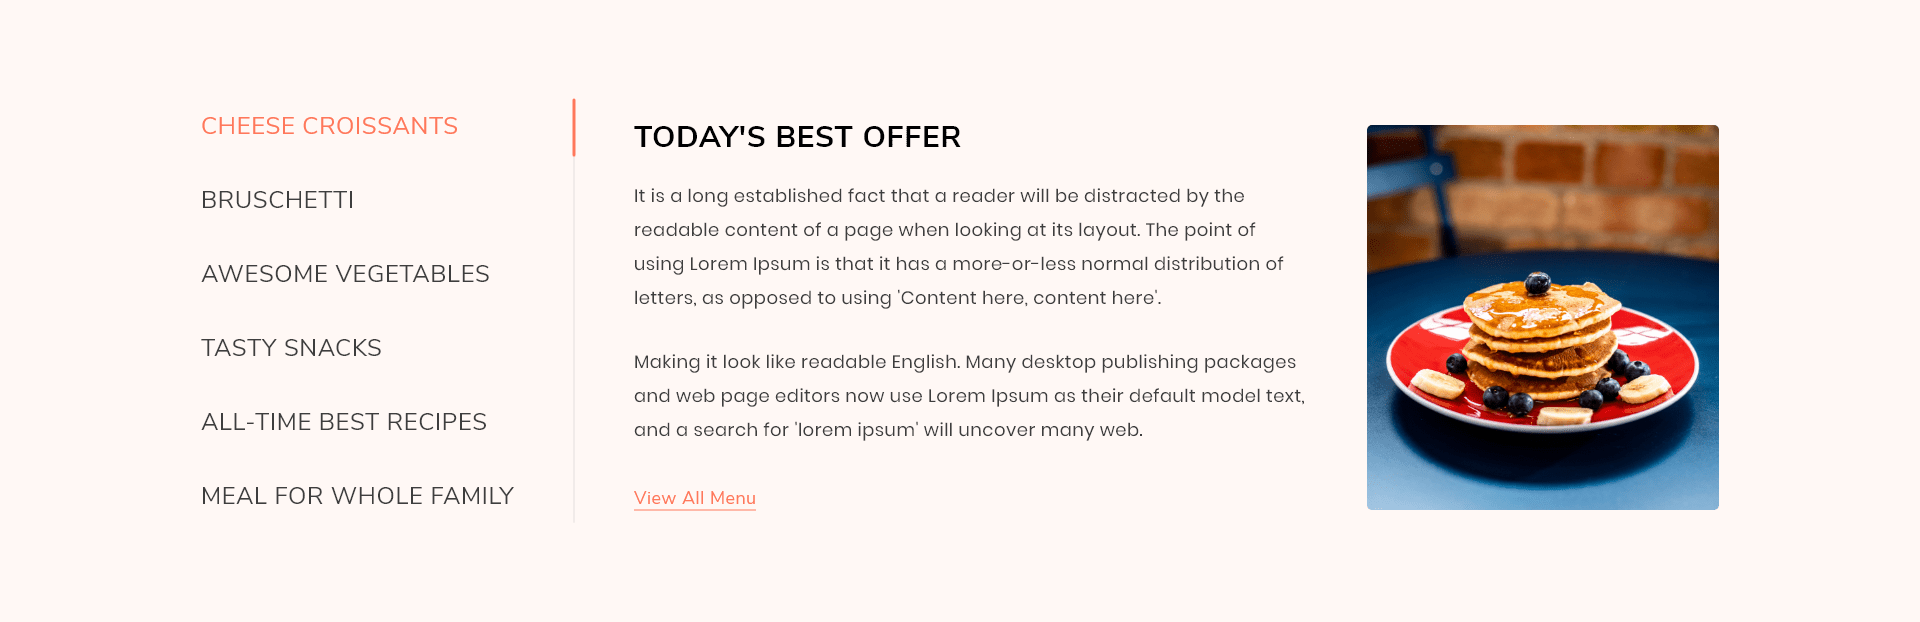 CHEESE CROISSANTS
BRUSCHETTI
AWESOME VEGETABLES
TASTY SNACKS
ALL-TIME BEST RECIPES
MEAL FOR WHOLE FAMILY
TODAY'S BEST OFFER
It is a long established fact that a reader will be distracted by the
readable content of a page when looking at its layout. The point of
using Lorem Ipsum is that it has a more-or-less normal distribution of
letters, as opposed to using 'Content here, content here'.
Making it look like readable English. Many desktop publishing packages
and web page editors now use Lorem Ipsum as their default model text,
and a search for 'lorem ipsum' will uncover many web.
View All Menu